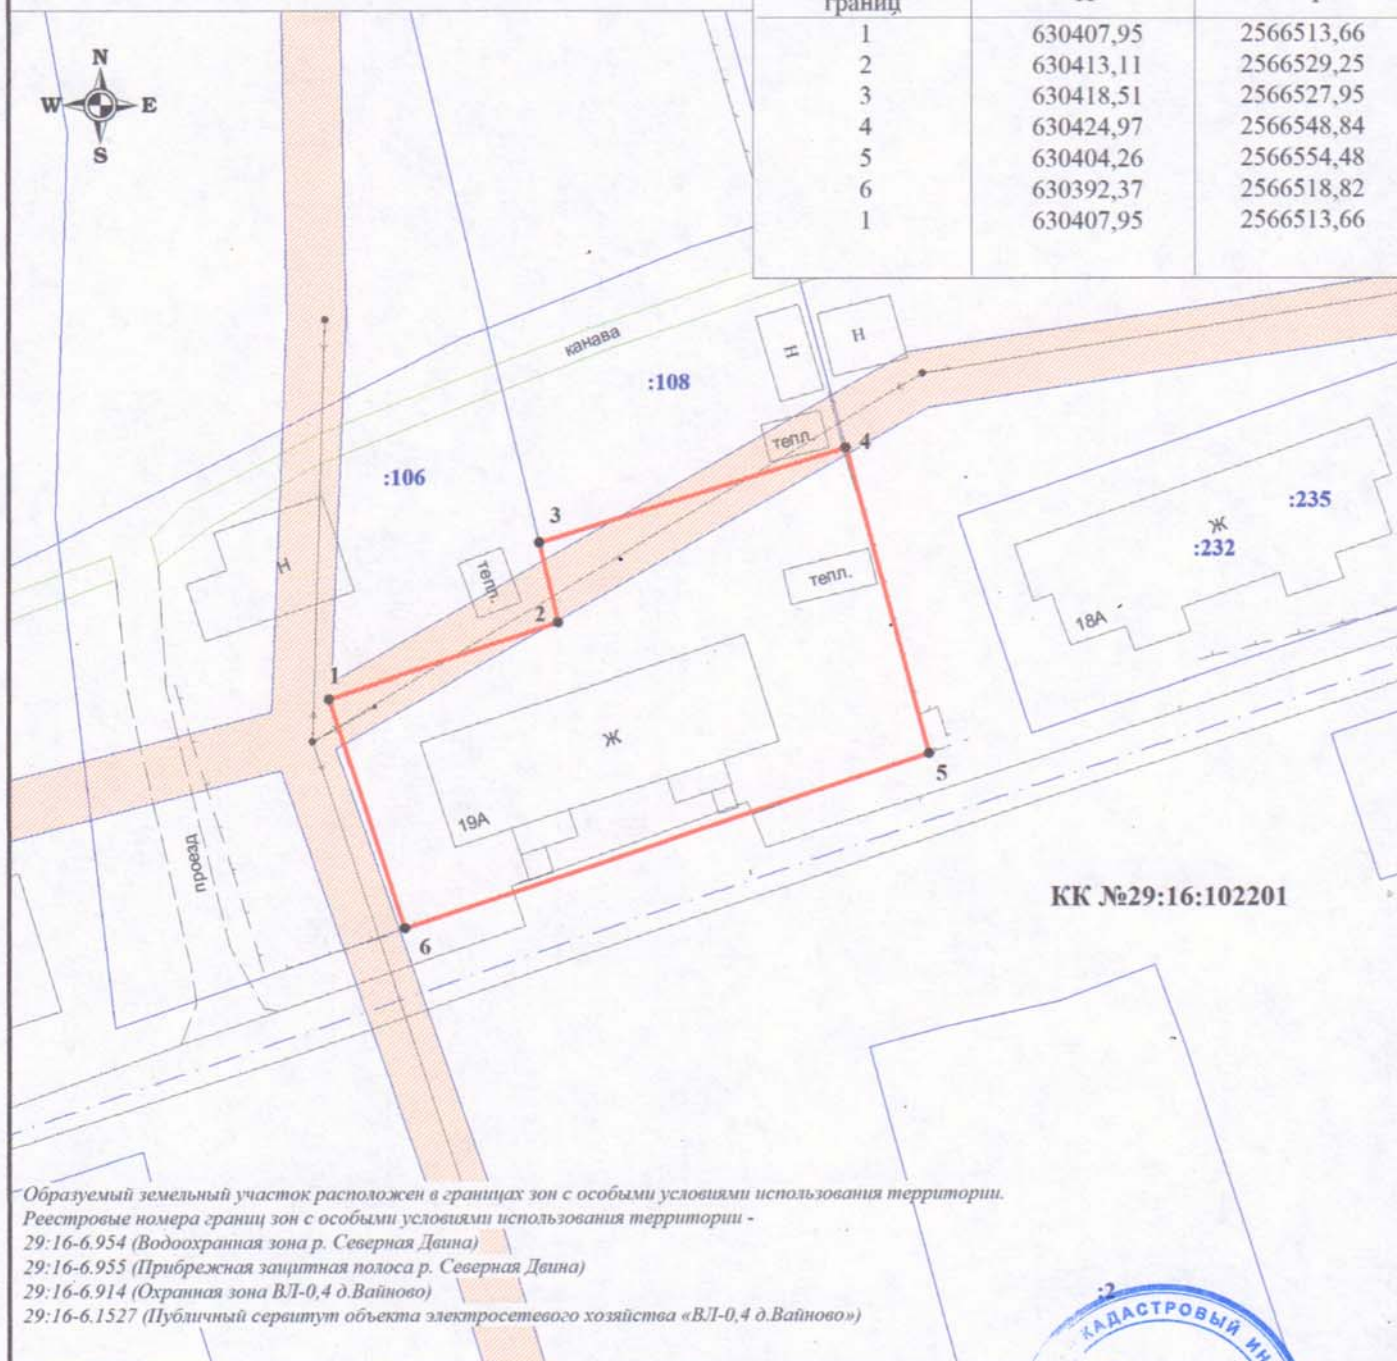 границ
1 630407,95 2566513,66
2 630413,11 2566529,25
3 630418,51 2566527,95
4 630424,97 2566548,84
5 630404,26 2566554,48
6 630392,37 2566518,82
1 630407,95 2566513,66
N
W E
S
канава
Н
Н
:108
тепл.
4
:106
3
:235
Ж
:232
Н
тепл.
тепл.
2
18А
1
Ж
5
19А
проезд
КК №29:16:102201
6
Образуемый земельный участок расположен в границах зон с особыми условиями использования территории.
Реестровые номера границ зон с особыми условиями использования территории -
29:16-6.954 (Водоохранная зона р. Северная Двина)
29:16-6.955 (Прибрежная защитная полоса р. Северная Двина)
29:16-6.914 (Охранная зона ВЛ-0,4 д.Вайново)
29:16-6.1527 (Публичный сервитут объекта электросетевого хозяйства «ВЛ-0,4 д.Вайново»)
:2
КАДАСТРОВЫЙ ИН